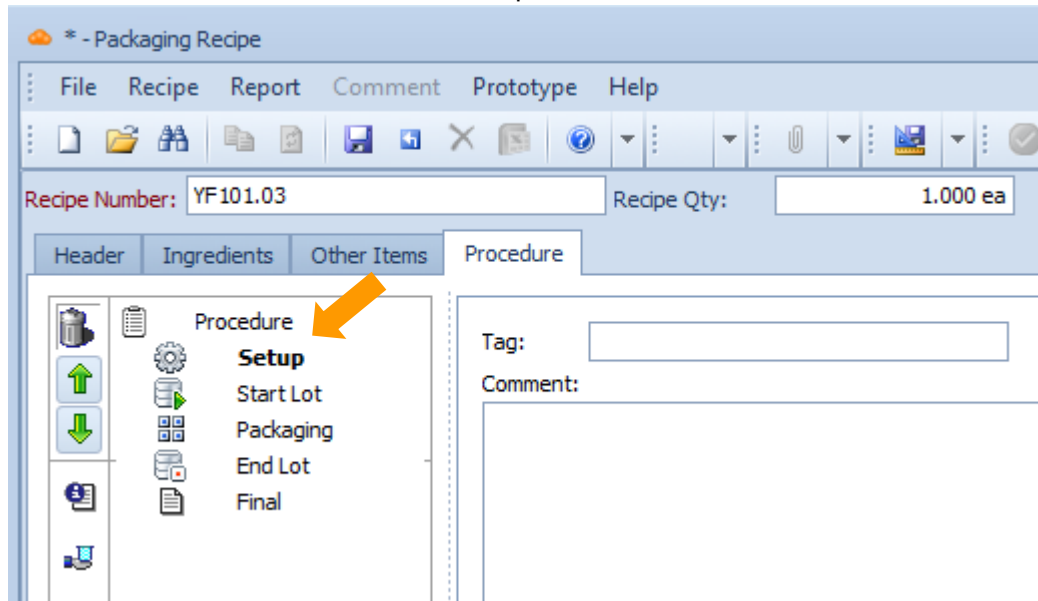 * - Packaging Recipe
File Recipe Report Comment Prototype Help
Recipe Number: YF101.03 Recipe Qty: 1.000 ea
Header Ingredients Other Items Procedure
Procedure
Setup
Start Lot
Packaging
End Lot
Final
Tag:
Comment: